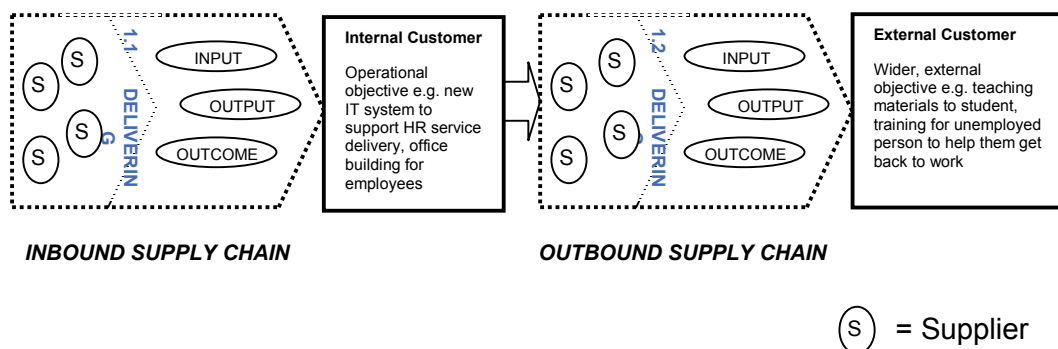 S
S
S
S
1.1 DELIVERIN
G
INPUT
OUTPUT
OUTCOME
Internal Customer
Operational
objective e.g. new
IT system to
support HR service
delivery, office
building for
employees
S
S
S
S
1.2 DELIVERIN
INPUT
OUTPUT
OUTCOME
External Customer
Wider, external
objective e.g. teaching
materials to student,
training for unemployed
person to help them get
back to work
INBOUND SUPPLY CHAIN
OUTBOUND SUPPLY CHAIN
S = Supplier